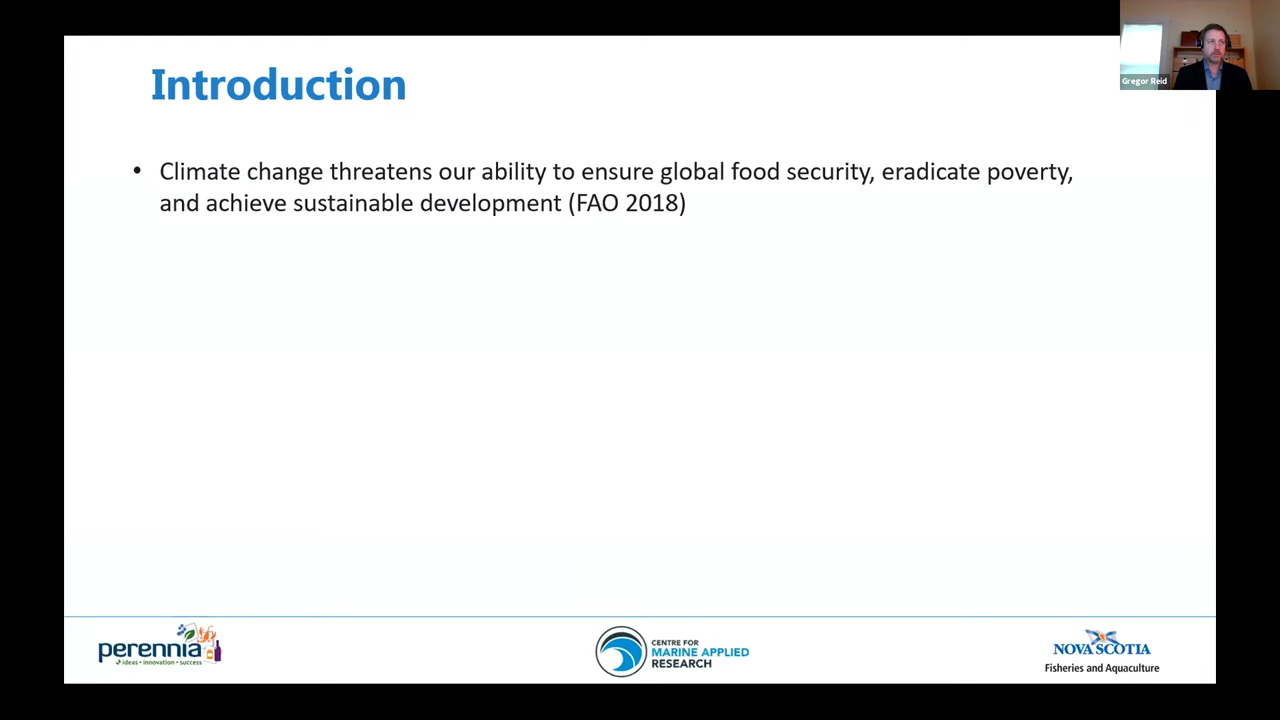 Introduction
Gregor Reid
• Climate change threatens our ability to ensure global food security, eradicate poverty,
and achieve sustainable development (FAO 2018)
perennia
ideas • innovation • success
CENTRE FOR
MARINE APPLIED
RESEARCH
NOVA SCOTIA
Fisheries and Aquaculture